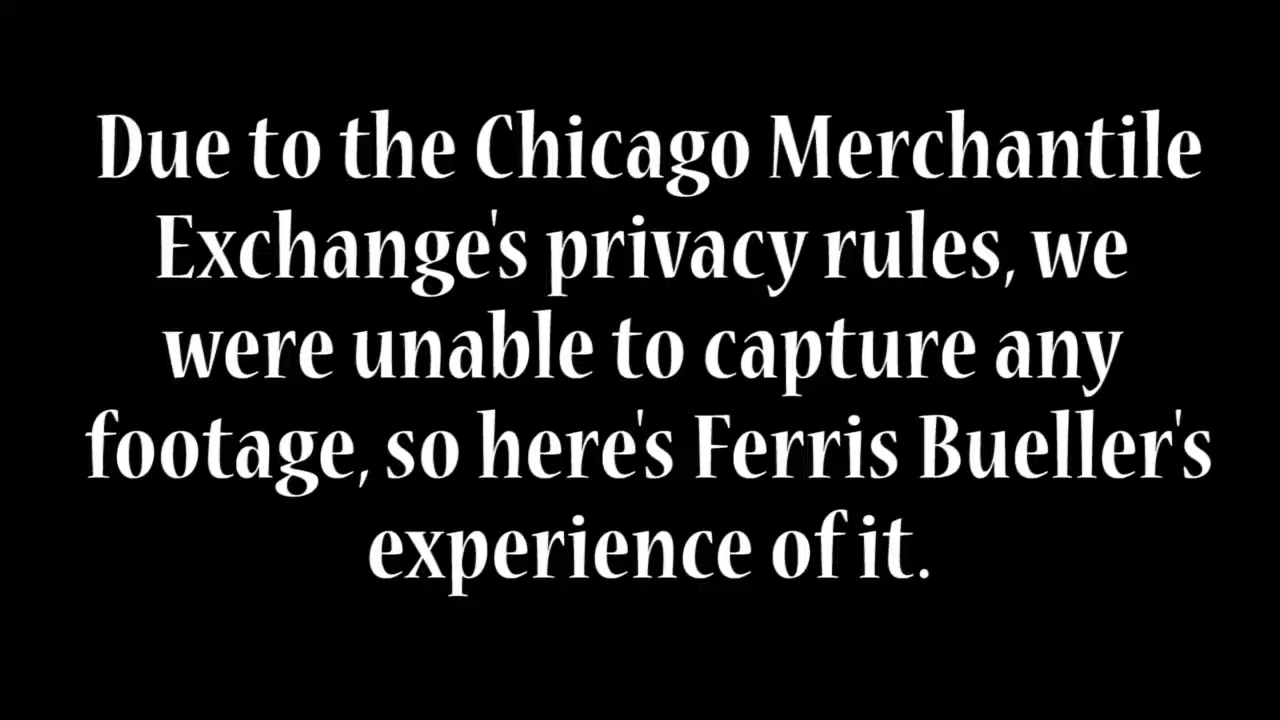 Due to the Chicago Merchantile
Exchange's privacy rules, we
were unable to capture any
footage, so here's Ferris Bueller's
experience of it.